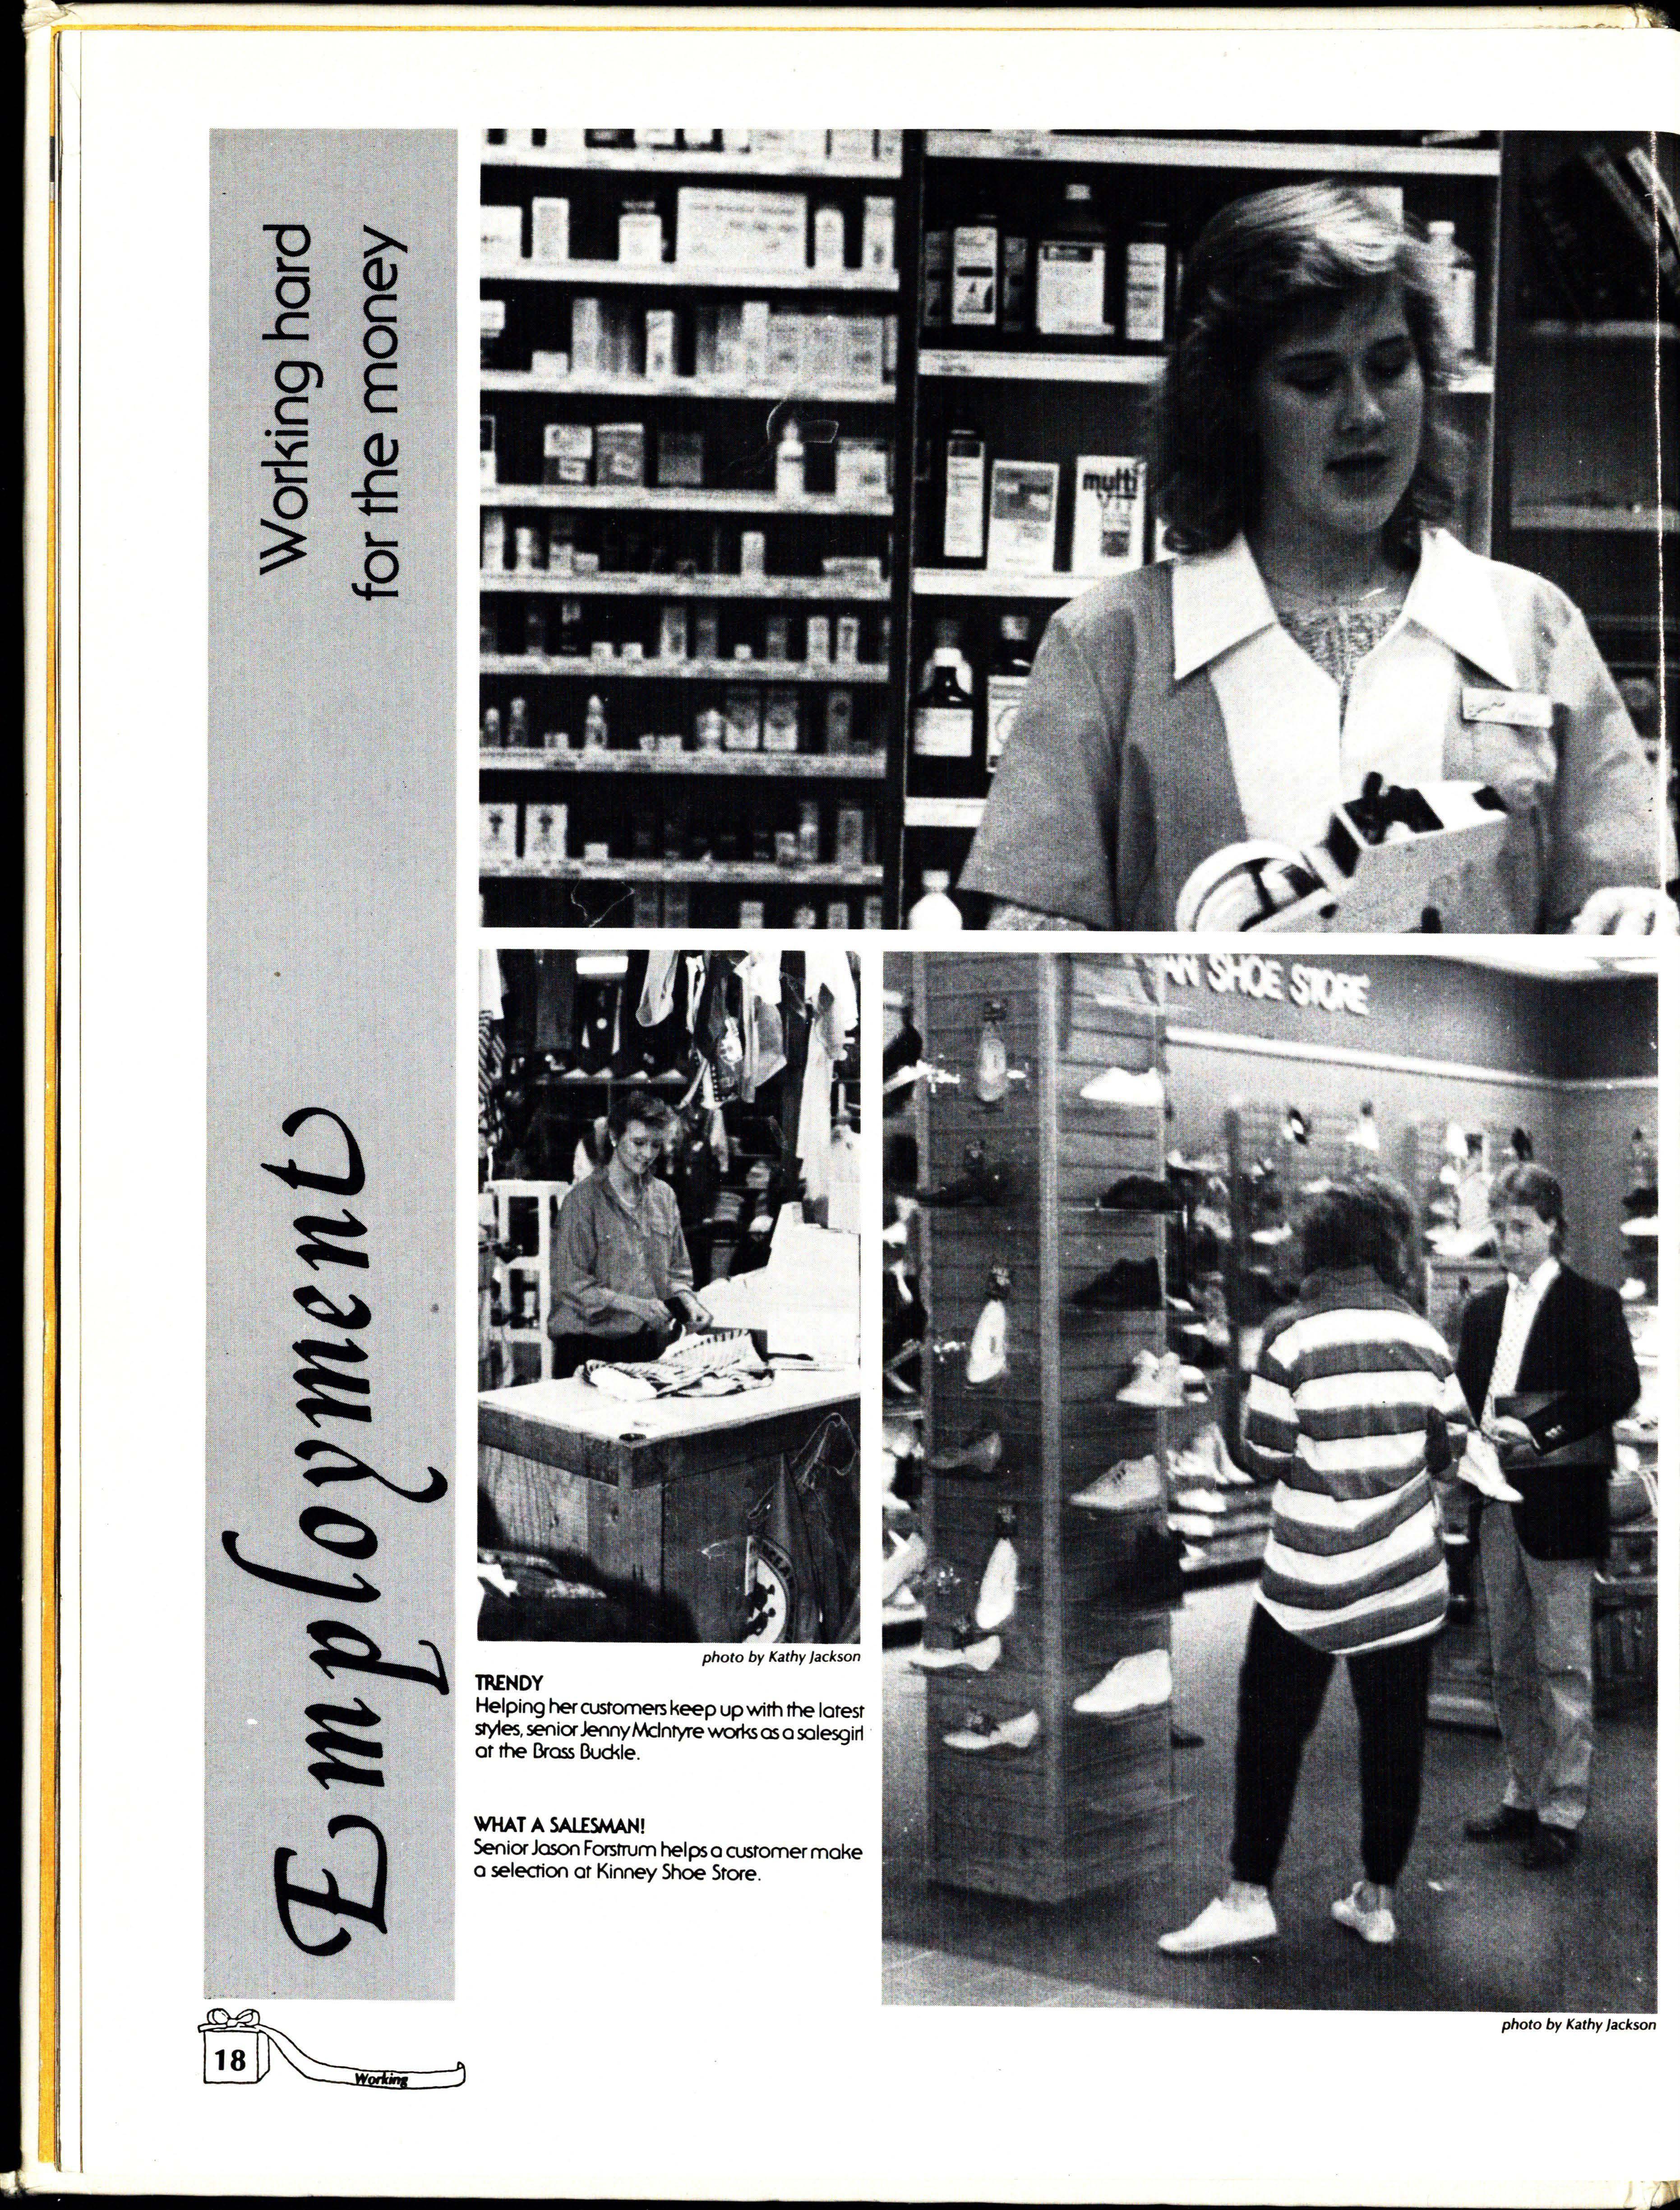 Employment
Working hard
for the money
multi
AN SHOE STORE
photo by Kathy Jackson
TRENDY
Helping her customers keep up with the latest
styles, senior Jenny McIntyre works as a salesgirl
at the Brass Buckle.
WHAT A SALESMAN!
Senior Jason Forstrum helps a customer make
a selection at Kinney Shoe Store.
photo by Kathy Jackson
18
Working